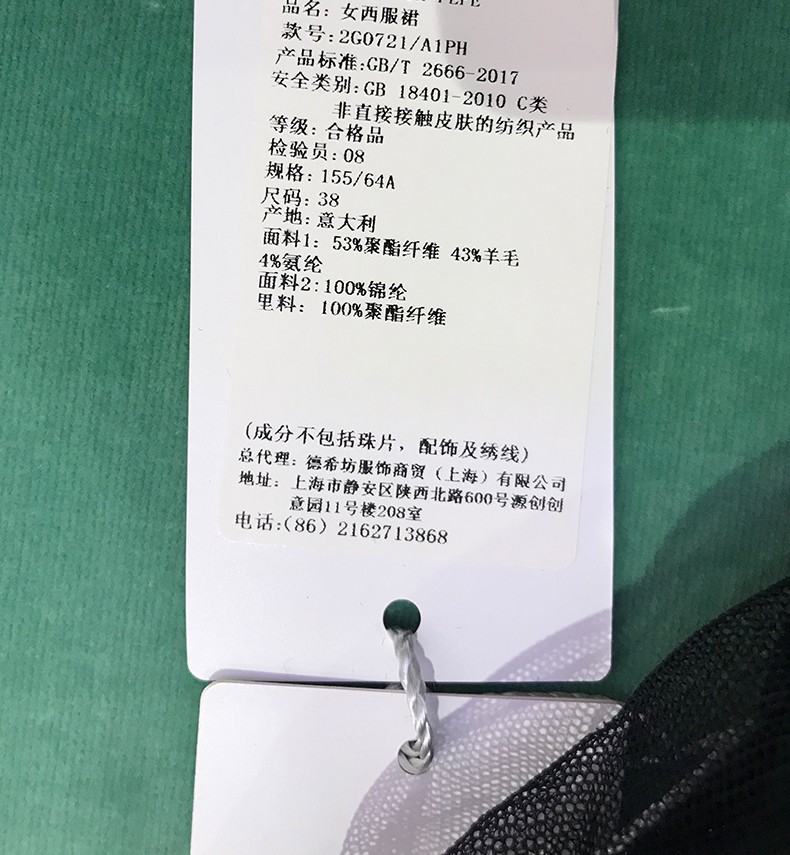 品名: 女西服裙
款号:2G0721/A1PH
产品标准:GB/T 2666-2017
安全类别:GB 18401-2010 C类
非直接接触皮肤的纺织产品
等级: 合格品
检验员:08
规格: 155/64A
尺码: 38
产地: 意大利
面料1: 53%聚酯纤维 43%羊毛
4%氨纶
面料2:100%锦纶
里料: 100%聚酯纤维
(成分不包括珠片, 配饰及绣线)
总代理: 德希坊服饰商贸（上海）有限公司
地址: 上海市静安区陕西北路600号源创创
意园11号楼208室
电话:(86) 2162713868